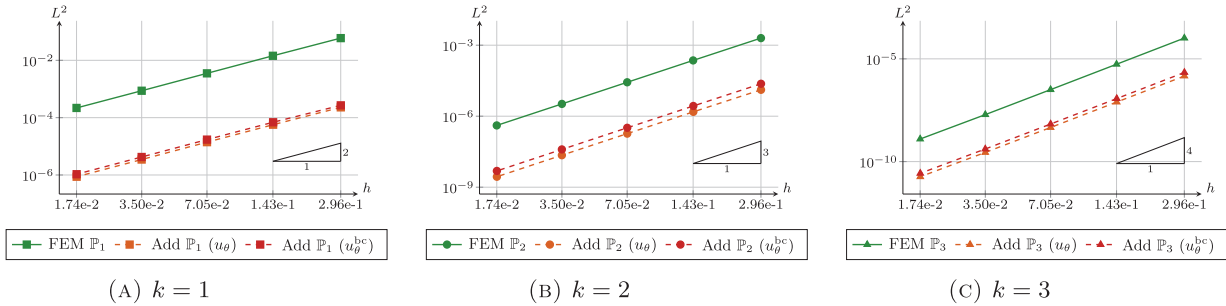 L²
10⁻²
10⁻⁴
10⁻⁶
1
2
h
1.74e-2 3.50e-2 7.05e-2 1.43e-1 2.96e-1
FEM ℙ₁ Add ℙ₁ (u_θ) Add ℙ₁ (u_θ^bc)
(A) k = 1
L²
10⁻³
10⁻⁶
10⁻⁹
1
3
h
1.74e-2 3.50e-2 7.05e-2 1.43e-1 2.96e-1
FEM ℙ₂ Add ℙ₂ (u_θ) Add ℙ₂ (u_θ^bc)
(B) k = 2
L²
10⁻⁵
10⁻¹⁰
1
4
h
1.74e-2 3.50e-2 7.05e-2 1.43e-1 2.96e-1
FEM ℙ₃ Add ℙ₃ (u_θ) Add ℙ₃ (u_θ^bc)
(C) k = 3